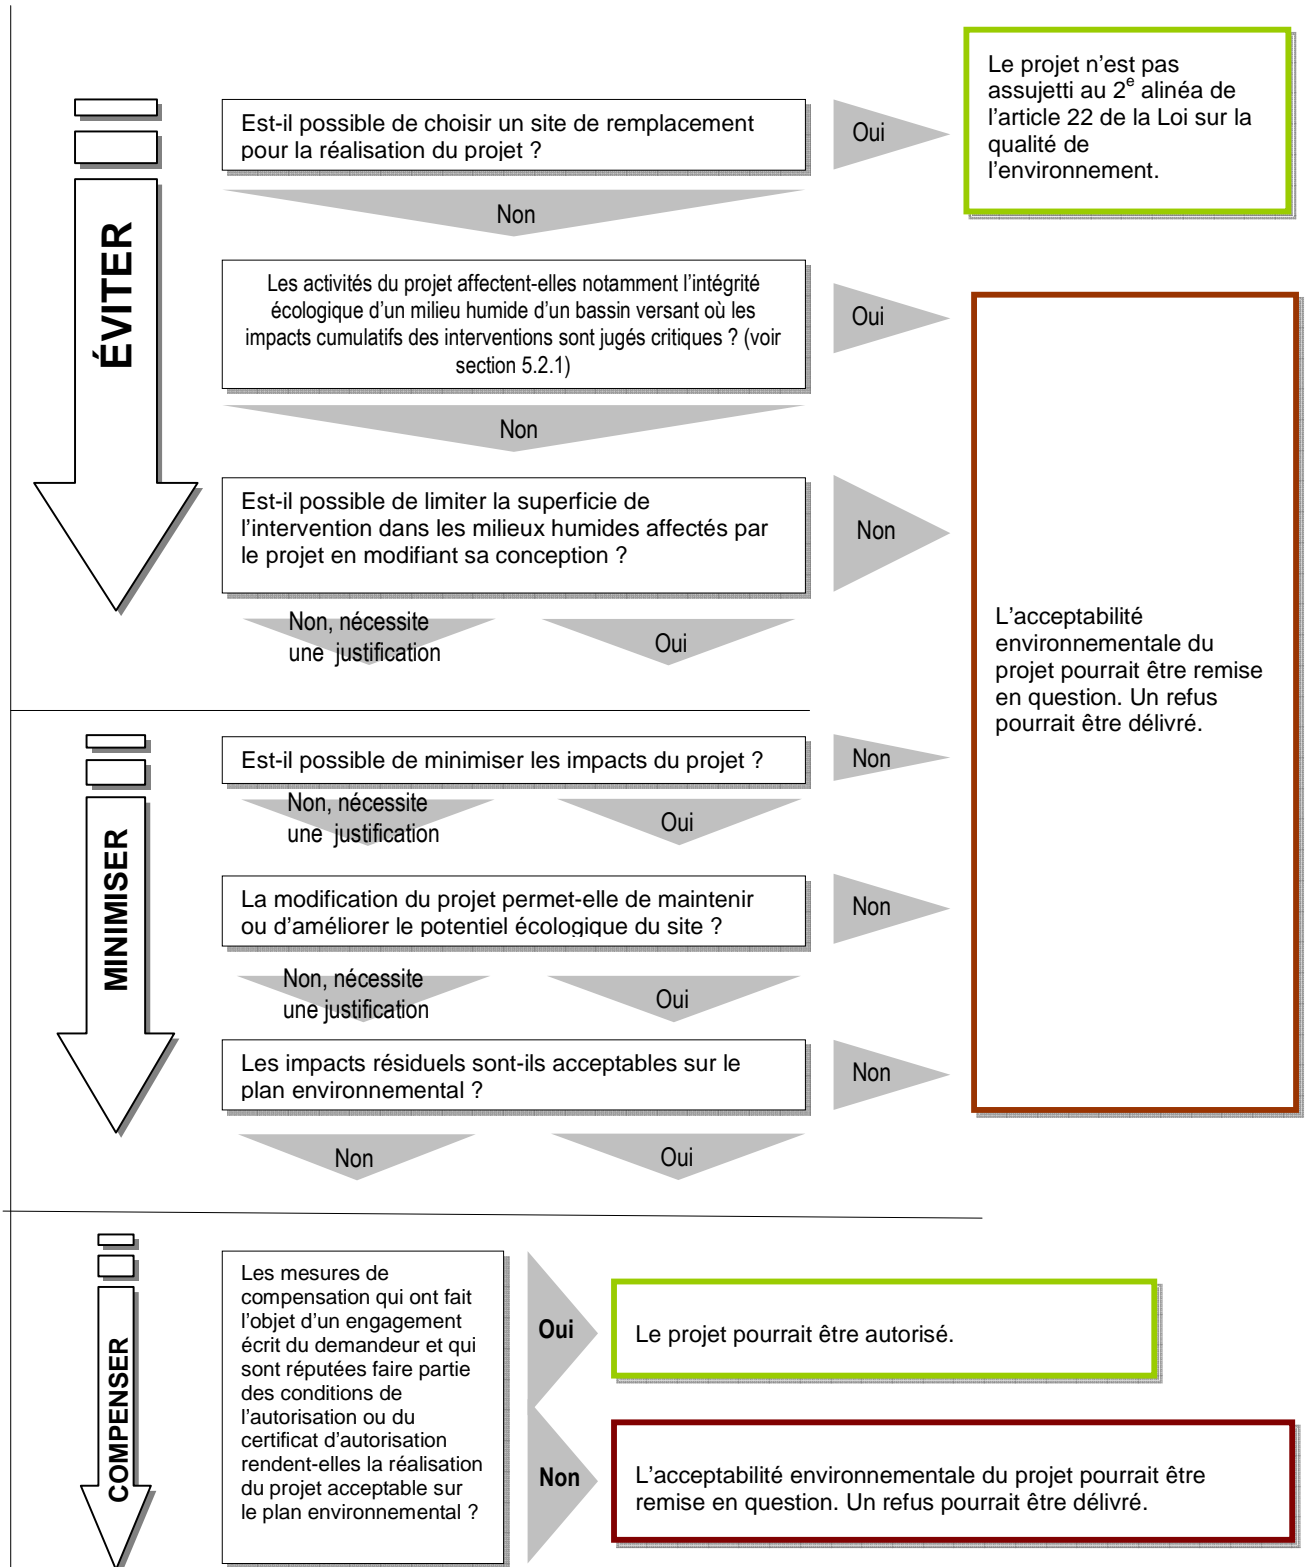 ÉVITER
Est-il possible de choisir un site de remplacement
pour la réalisation du projet ?
Oui
Le projet n'est pas
assujetti au 2e alinéa de
l'article 22 de la Loi sur la
qualité de
l'environnement.
Non
Les activités du projet affectent-elles notamment l'intégrité
écologique d'un milieu humide d'un bassin versant où les
impacts cumulatifs des interventions sont jugés critiques ? (voir
section 5.2.1)
Oui
Non
Est-il possible de limiter la superficie de
l'intervention dans les milieux humides affectés par
le projet en modifiant sa conception ?
Non
Non, nécessite
une justification
Oui
L'acceptabilité
environnementale du
projet pourrait être remise
en question. Un refus
pourrait être délivré.
MINIMISER
Est-il possible de minimiser les impacts du projet ?
Non
Non, nécessite
une justification
Oui
La modification du projet permet-elle de maintenir
ou d'améliorer le potentiel écologique du site ?
Non
Non, nécessite
une justification
Oui
Les impacts résiduels sont-ils acceptables sur le
plan environnemental ?
Non
Non
Oui
COMPENSER
Les mesures de
compensation qui ont fait
l'objet d'un engagement
écrit du demandeur et qui
sont réputées faire partie
des conditions de
l'autorisation ou du
certificat d'autorisation
rendent-elles la réalisation
du projet acceptable sur
le plan environnemental ?
Oui
Le projet pourrait être autorisé.
Non
L'acceptabilité environnementale du projet pourrait être
remise en question. Un refus pourrait être délivré.